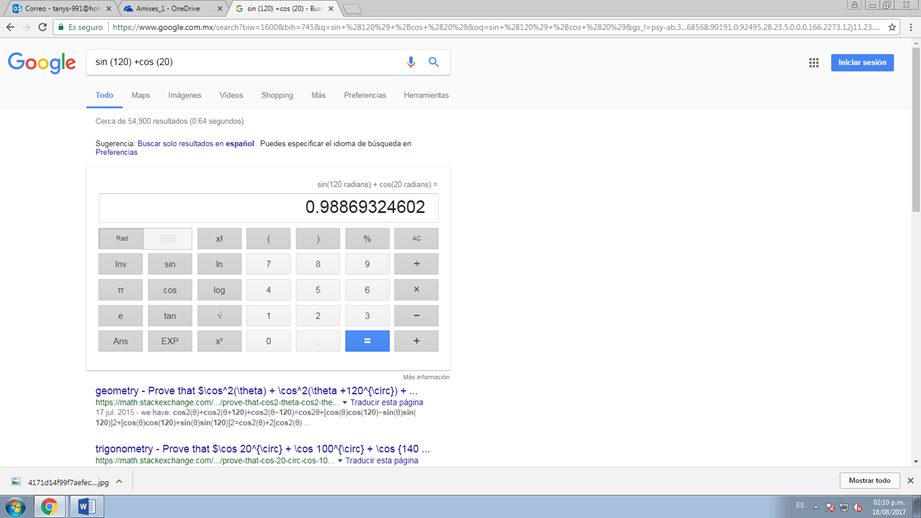 Correo - tanys-991@hot
Amixes_1 - OneDrive
sin (120) +cos (20) - Bus
Es seguro
https://www.google.com.mx/search?biw=1600&bih=745&q=sin+%28120%29+%2Bcos+%2820%29&oq=sin+%28120%29+%2Bcos+%2820%29&gs_l=psy-ab.3...68568.90191.0.92495.28.23.5.0.0.0.166.2273.12j11.23....
Google
sin (120) +cos (20)
Iniciar sesión
Todo Maps Imágenes Vídeos Shopping Más Preferencias Herramientas
Cerca de 54,900 resultados (0.64 segundos)
Sugerencia: Buscar solo resultados en español . Puedes especificar el idioma de búsqueda en
Preferencias
sin(120 radians) + cos(20 radians) =
0.98869324602
Rad x! ( ) % AC
Inv sin ln 7 8 9 ÷
π cos log 4 5 6 ×
e tan √ 1 2 3 −
Ans EXP xʸ 0 . = +
Más información
geometry - Prove that $\cos^2(\theta) + \cos^2(\theta +120^{\circ}) + ...
https://math.stackexchange.com/.../prove-that-cos2-theta-cos2-the... Traducir esta página
17 jul. 2015 - we have: cos2(θ)+cos2(θ+120)+cos2(θ−120)=cos2θ+[cos(θ)cos(120)−sin(θ)sin(
120)]2+[cos(θ)cos(120)+sin(θ)sin(120)]2=cos2(θ)+2[cos2(θ) ...
trigonometry - Prove that $\cos 20^{\circ} + \cos 100^{\circ} + \cos {140 ...
https://math.stackexchange.com/.../prove-that-cos-20-circ-cos-10... Traducir esta página
4171d14f99f7aefec....jpg
Mostrar todo
ES
02:10 p.m.
18/08/2017